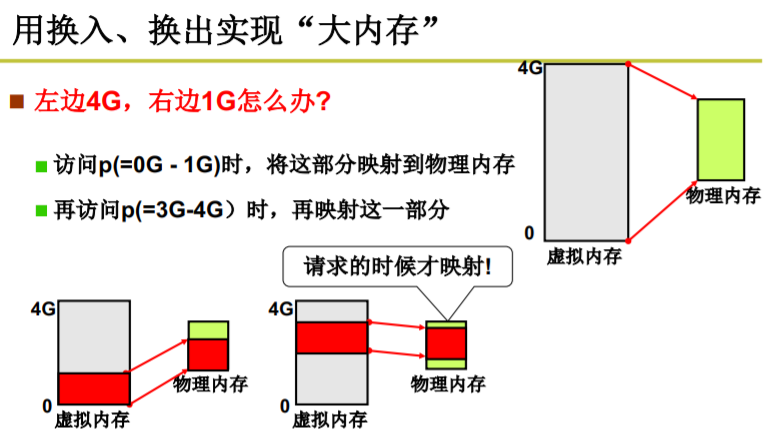 用换入、换出实现“大内存”
左边4G，右边1G怎么办?
访问p(=0G - 1G)时，将这部分映射到物理内存
再访问p(=3G-4G）时，再映射这一部分
4G
0
虚拟内存
物理内存
请求的时候才映射!
4G
0
虚拟内存
物理内存
4G
0
虚拟内存
物理内存